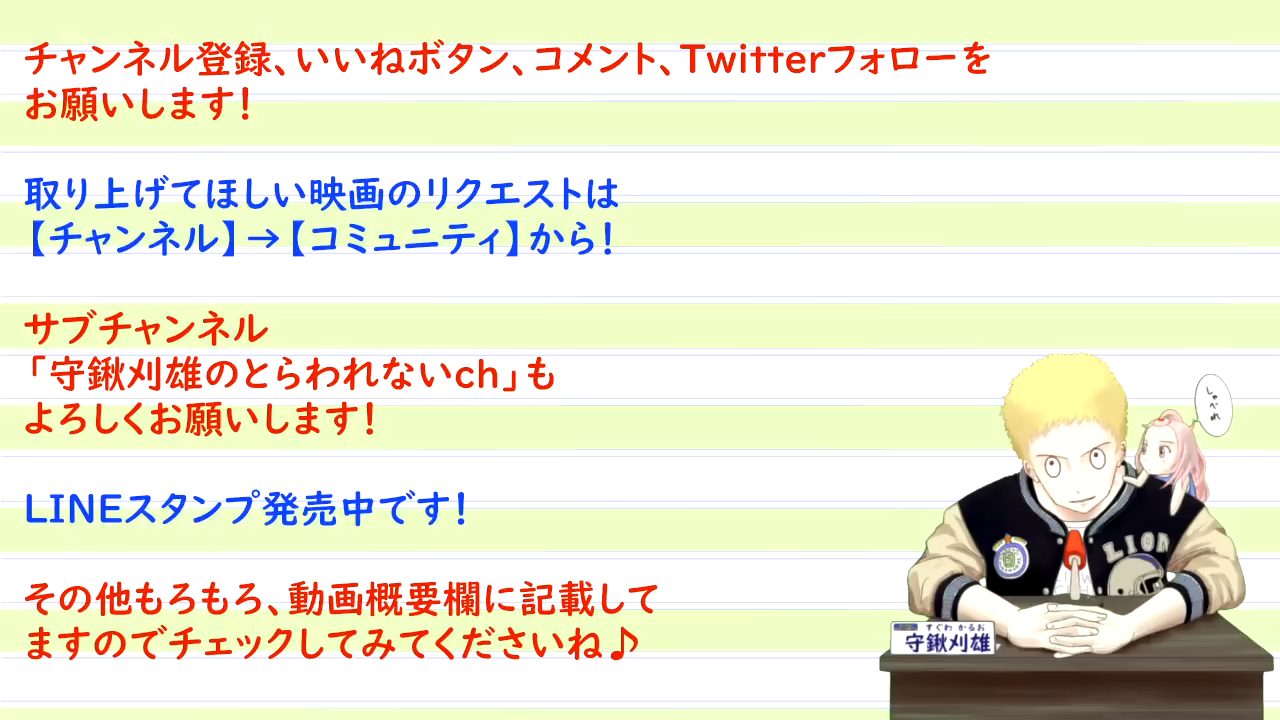 チャンネル登録、いいねボタン、コメント、Twitterフォローを
お願いします!
取り上げてほしい映画のリクエストは
【チャンネル】→【コミュニティ】から!
サブチャンネル
「守鍬刈雄のとらわれないch」も
よろしくお願いします!
LINEスタンプ発売中です!
その他もろもろ、動画概要欄に記載して
ますのでチェックしてみてくださいね♪
しゃべれ
LION
すぐわ かるお
守鍬刈雄